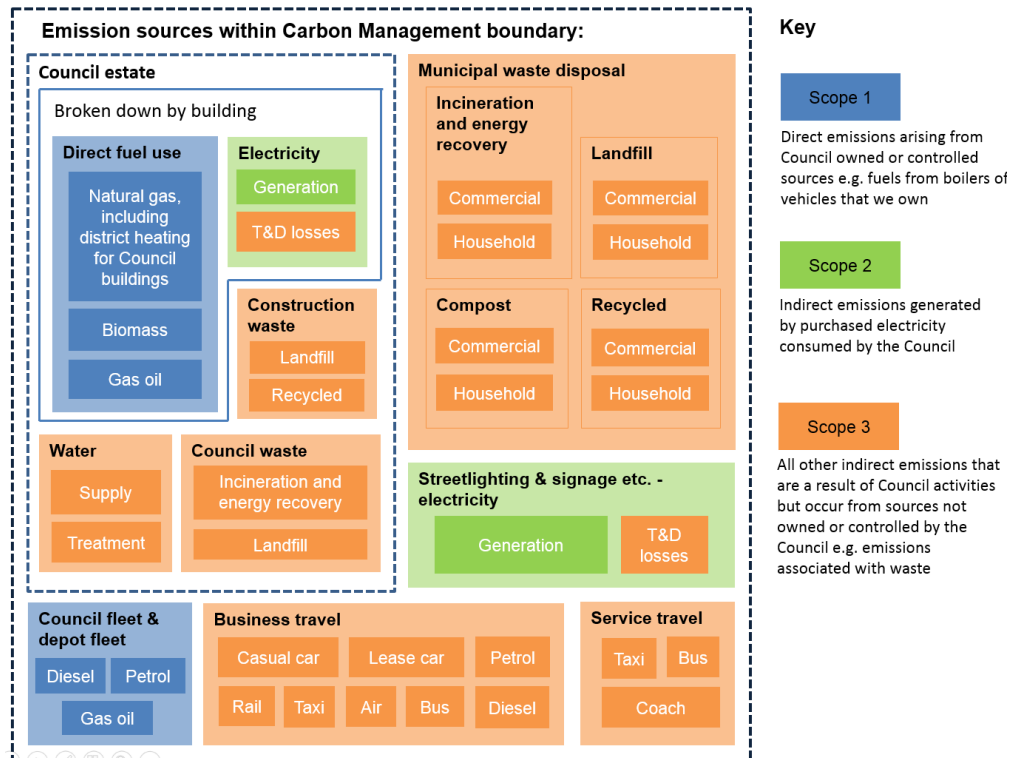 Emission sources within Carbon Management boundary:
Council estate
Broken down by building
Direct fuel use
Natural gas,
including
district heating
for Council
buildings
Biomass
Gas oil
Electricity
Generation
T&D losses
Construction
waste
Landfill
Recycled
Water
Supply
Treatment
Council waste
Incineration and
energy recovery
Landfill
Municipal waste disposal
Incineration
and energy
recovery
Commercial
Household
Landfill
Commercial
Household
Compost
Commercial
Household
Recycled
Commercial
Household
Streetlighting & signage etc. -
electricity
Generation
T&D
losses
Council fleet &
depot fleet
Diesel
Petrol
Gas oil
Business travel
Casual car
Lease car
Petrol
Rail
Taxi
Air
Bus
Diesel
Service travel
Taxi
Bus
Coach
Key
Scope 1
Direct emissions arising from
Council owned or controlled
sources e.g. fuels from boilers of
vehicles that we own
Scope 2
Indirect emissions generated
by purchased electricity
consumed by the Council
Scope 3
All other indirect emissions that
are a result of Council activities
but occur from sources not
owned or controlled by the
Council e.g. emissions
associated with waste